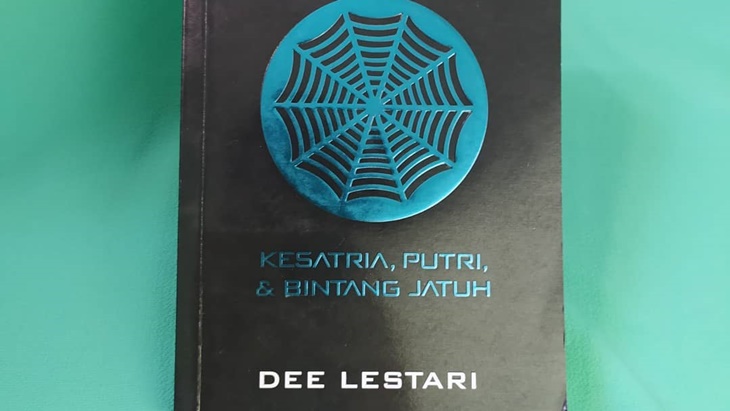 KESATRIA, PUTRI,
& BINTANG JATUH
DEE LESTARI